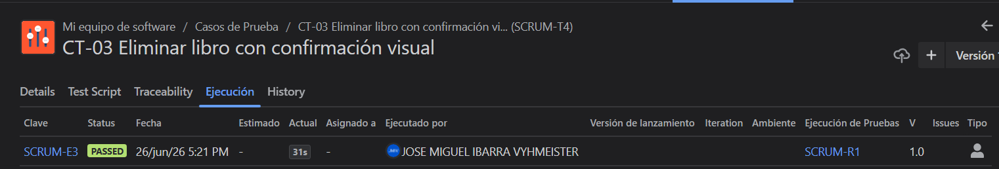 Mi equipo de software / Casos de Prueba / CT-03 Eliminar libro con confirmación vi... (SCRUM-T4)
CT-03 Eliminar libro con confirmación visual
+ Versión
Details Test Script Traceability Ejecución History
Clave Status Fecha Estimado Actual Asignado a Ejecutado por Versión de lanzamiento Iteration Ambiente Ejecución de Pruebas V Issues Tipo
SCRUM-E3 PASSED 26/jun/26 5:21 PM - 31s - JMV JOSE MIGUEL IBARRA VYHMEISTER SCRUM-R1 1.0